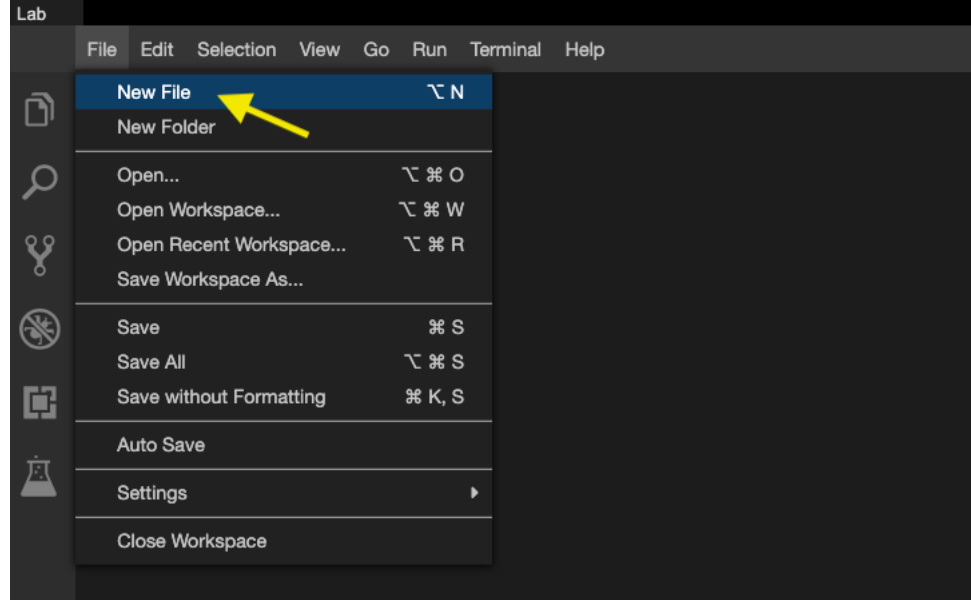 Lab
File Edit Selection View Go Run Terminal Help
New File ⌥ N
New Folder
Open... ⌥ ⌘ O
Open Workspace... ⌥ ⌘ W
Open Recent Workspace... ⌥ ⌘ R
Save Workspace As...
Save ⌘ S
Save All ⌥ ⌘ S
Save without Formatting ⌘ K, S
Auto Save
Settings
Close Workspace